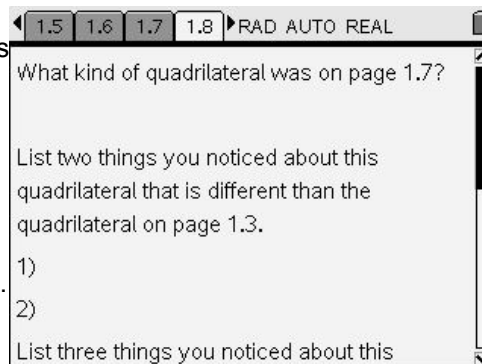 1.5 1.6 1.7 1.8 RAD AUTO REAL
s
What kind of quadrilateral was on page 1.7?
List two things you noticed about this
quadrilateral that is different than the
quadrilateral on page 1.3.
1)
.
2)
List three things you noticed about this